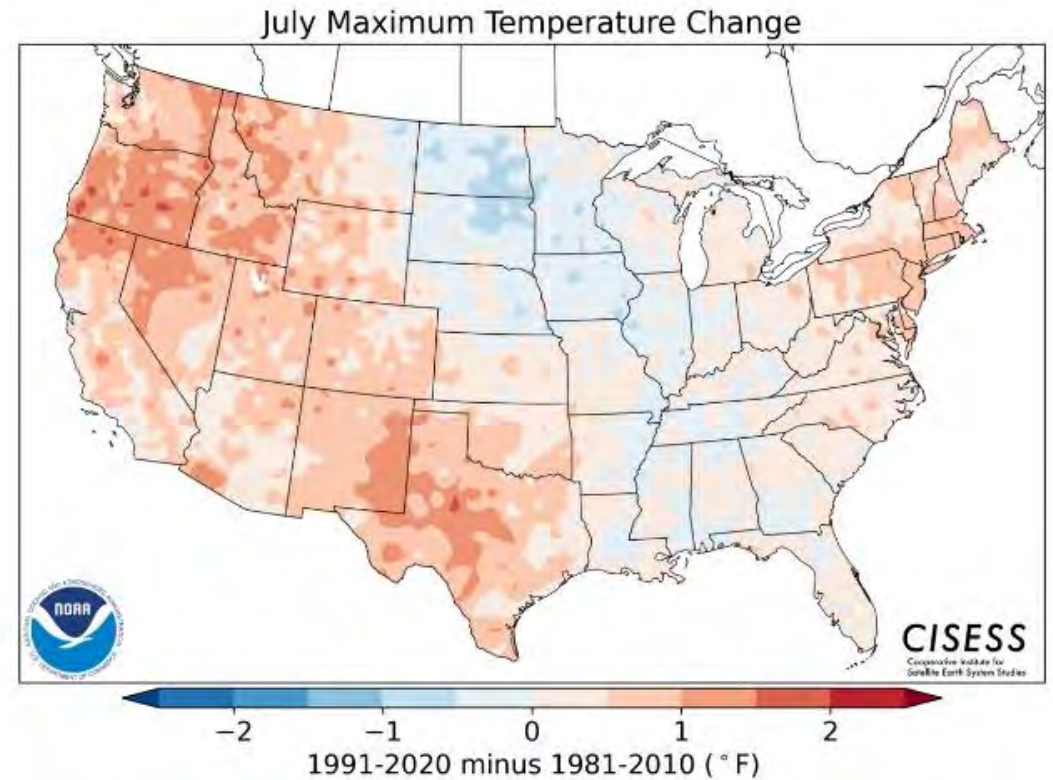 July Maximum Temperature Change
NOAA
CISESS
Cooperative Institute for
Satellite Earth System Studies
−2
−1
0
1
2
1991-2020 minus 1981-2010 (°F)